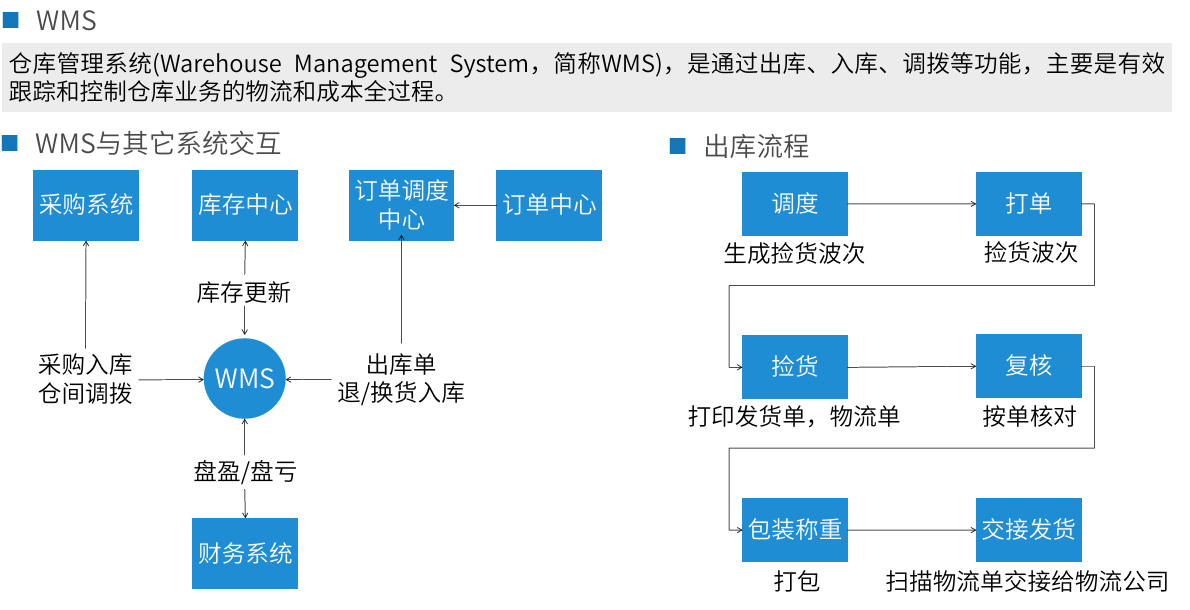 WMS
仓库管理系统(Warehouse Management System，简称WMS)，是通过出库、入库、调拨等功能，主要是有效
跟踪和控制仓库业务的物流和成本全过程。
WMS与其它系统交互
采购系统
库存中心
订单调度
中心
订单中心
库存更新
采购入库
仓间调拨
WMS
出库单
退/换货入库
盘盈/盘亏
财务系统
出库流程
调度
打单
生成捡货波次
捡货波次
捡货
复核
打印发货单，物流单
按单核对
包装称重
交接发货
打包
扫描物流单交接给物流公司